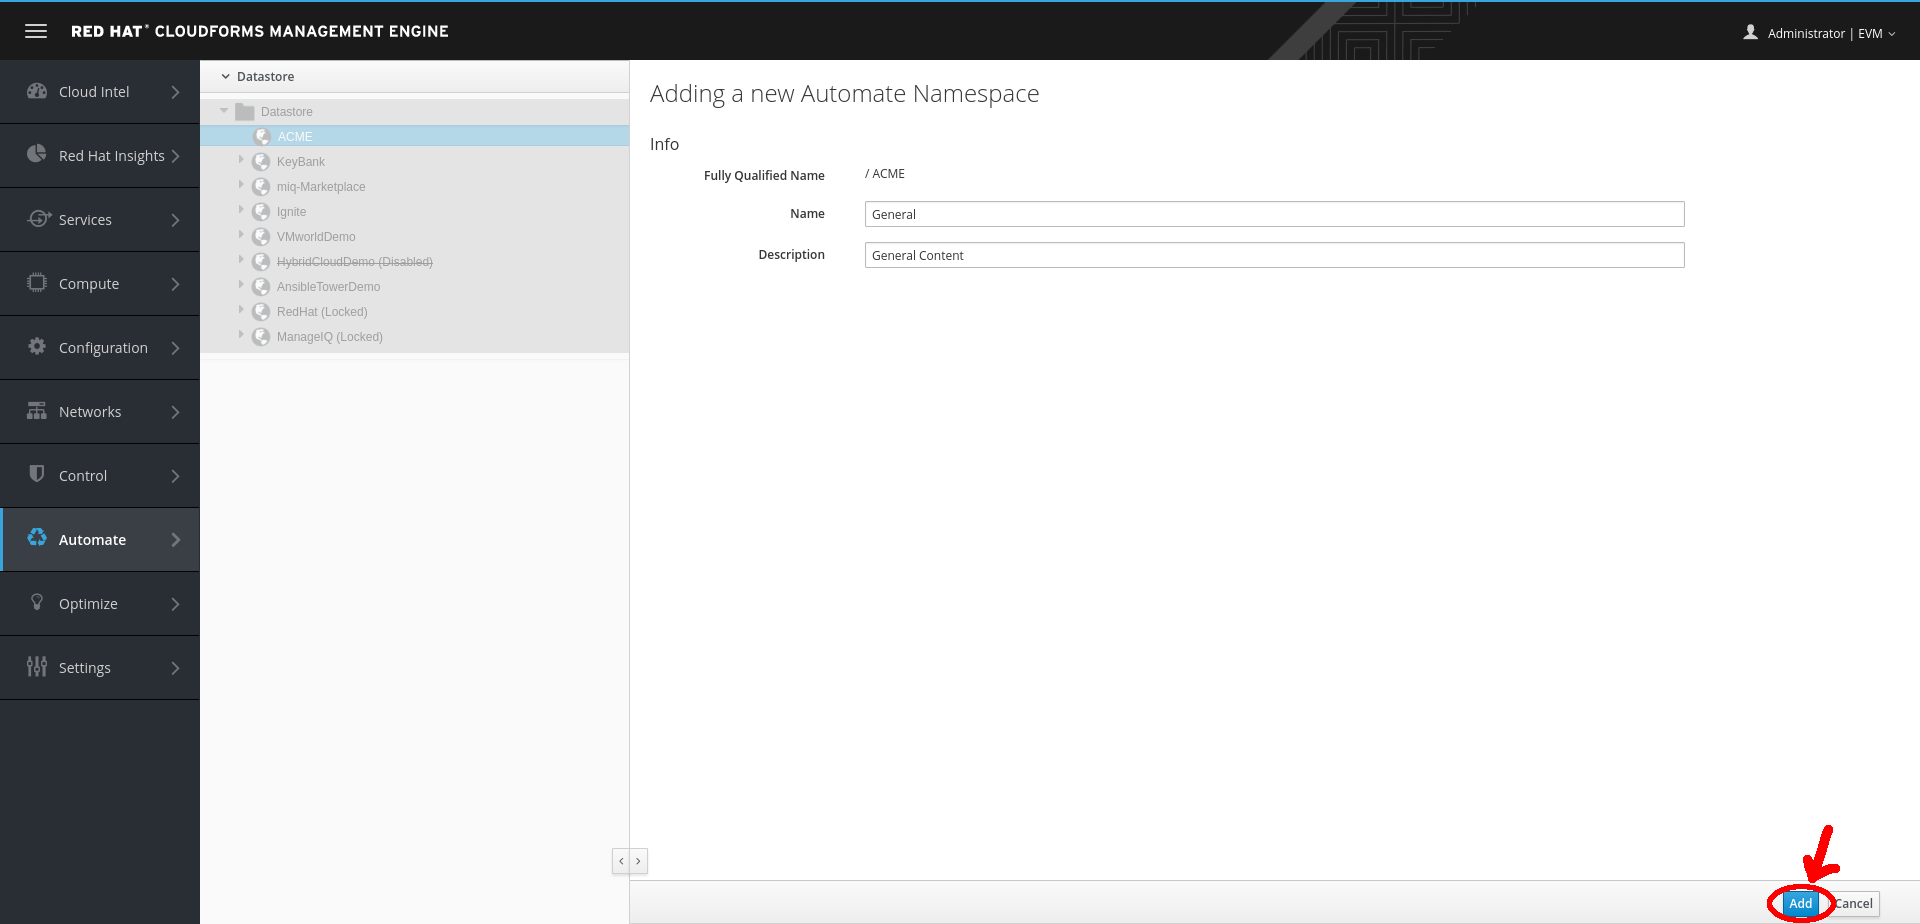 RED HAT® CLOUDFORMS MANAGEMENT ENGINE
Administrator | EVM
Cloud Intel
Red Hat Insights
Services
Compute
Configuration
Networks
Control
Automate
Optimize
Settings
Datastore
Datastore
ACME
KeyBank
miq-Marketplace
Ignite
VMworldDemo
HybridCloudDemo (Disabled)
AnsibleTowerDemo
RedHat (Locked)
ManageIQ (Locked)
Adding a new Automate Namespace
Info
Fully Qualified Name / ACME
Name General
Description General Content
Add Cancel